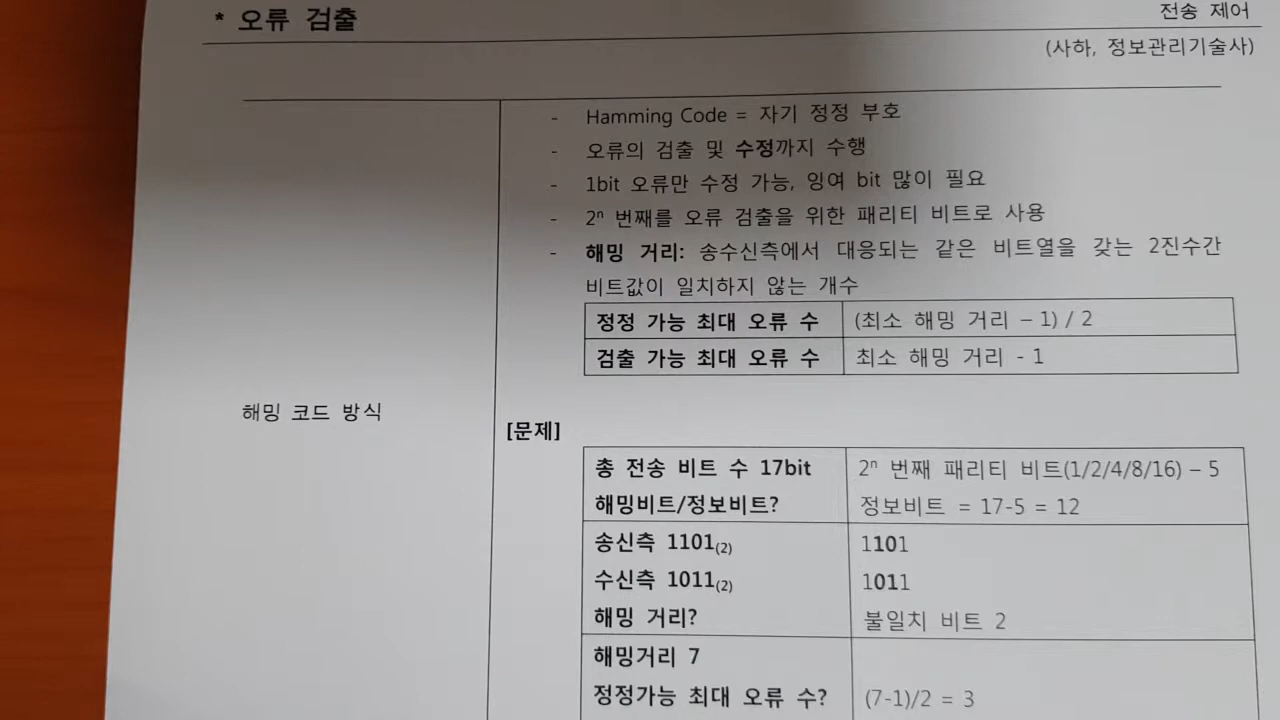 * 오류 검출
전송 제어
(사하, 정보관리기술사)
- Hamming Code = 자기 정정 부호
- 오류의 검출 및 수정까지 수행
- 1bit 오류만 수정 가능, 잉여 bit 많이 필요
- 2ⁿ 번째를 오류 검출을 위한 패리티 비트로 사용
- 해밍 거리: 송수신측에서 대응되는 같은 비트열을 갖는 2진수간
비트값이 일치하지 않는 개수
정정 가능 최대 오류 수 (최소 해밍 거리 – 1) / 2
검출 가능 최대 오류 수 최소 해밍 거리 - 1
해밍 코드 방식
[문제]
총 전송 비트 수 17bit 2ⁿ 번째 패리티 비트(1/2/4/8/16) – 5
해밍비트/정보비트? 정보비트 = 17-5 = 12
송신측 1101(2) 1101
수신측 1011(2) 1011
해밍 거리? 불일치 비트 2
해밍거리 7
정정가능 최대 오류 수? (7-1)/2 = 3